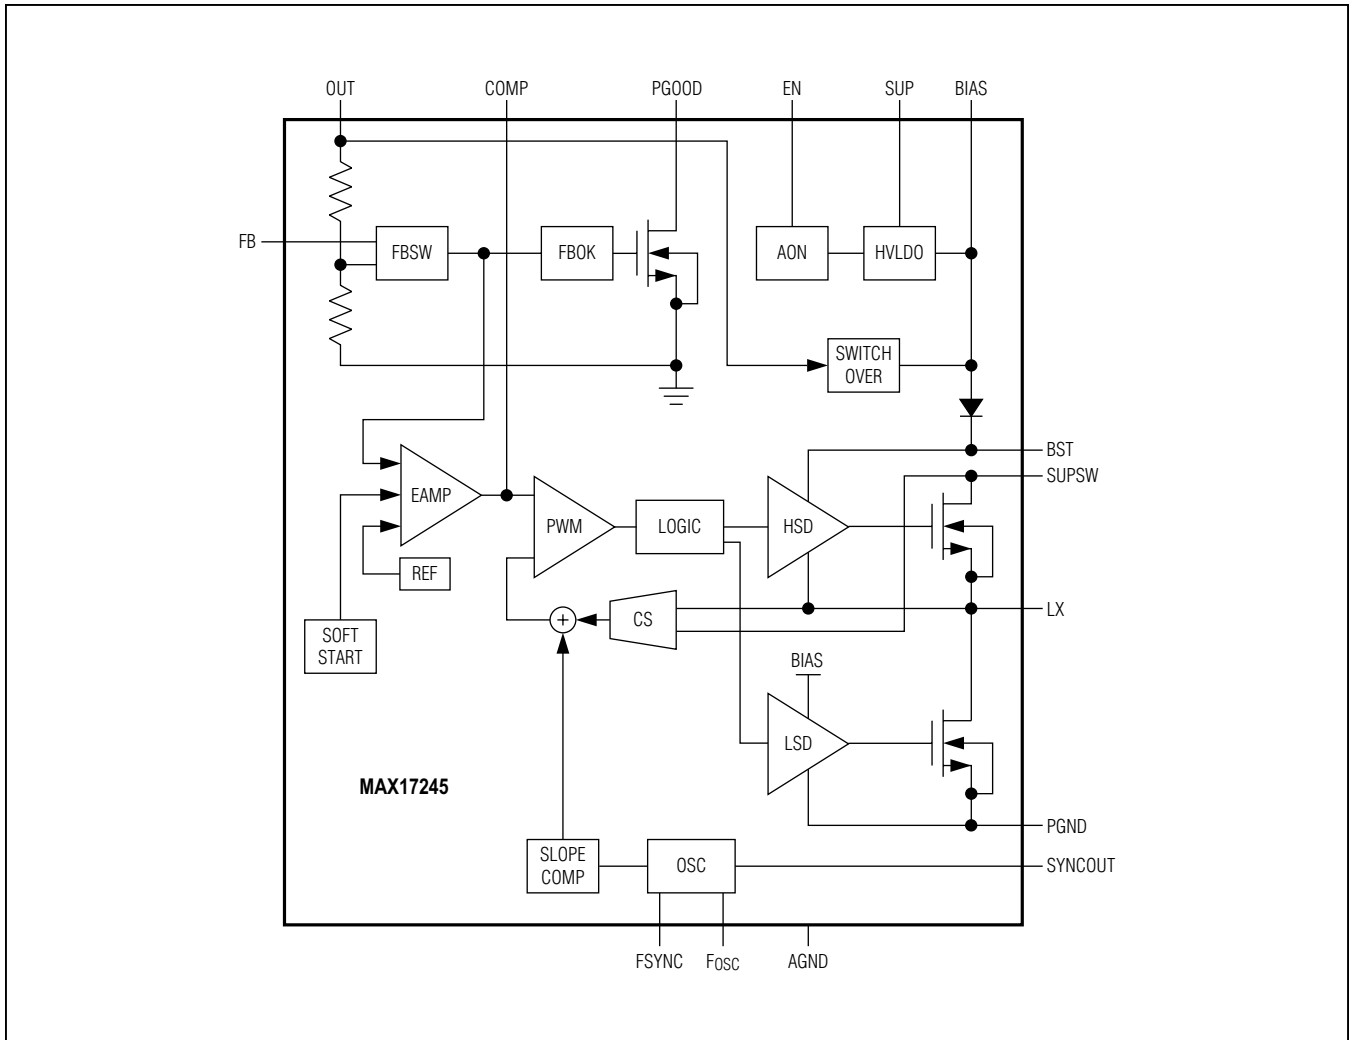 OUT
COMP
PGOOD
EN
SUP
BIAS
FB
FBSW
FBOK
AON
HVLDO
SWITCH
OVER
BST
SUPSW
EAMP
PWM
LOGIC
HSD
REF
LX
CS
SOFT
START
BIAS
LSD
MAX17245
PGND
SLOPE
COMP
OSC
SYNCOUT
FSYNC
FOSC
AGND
+